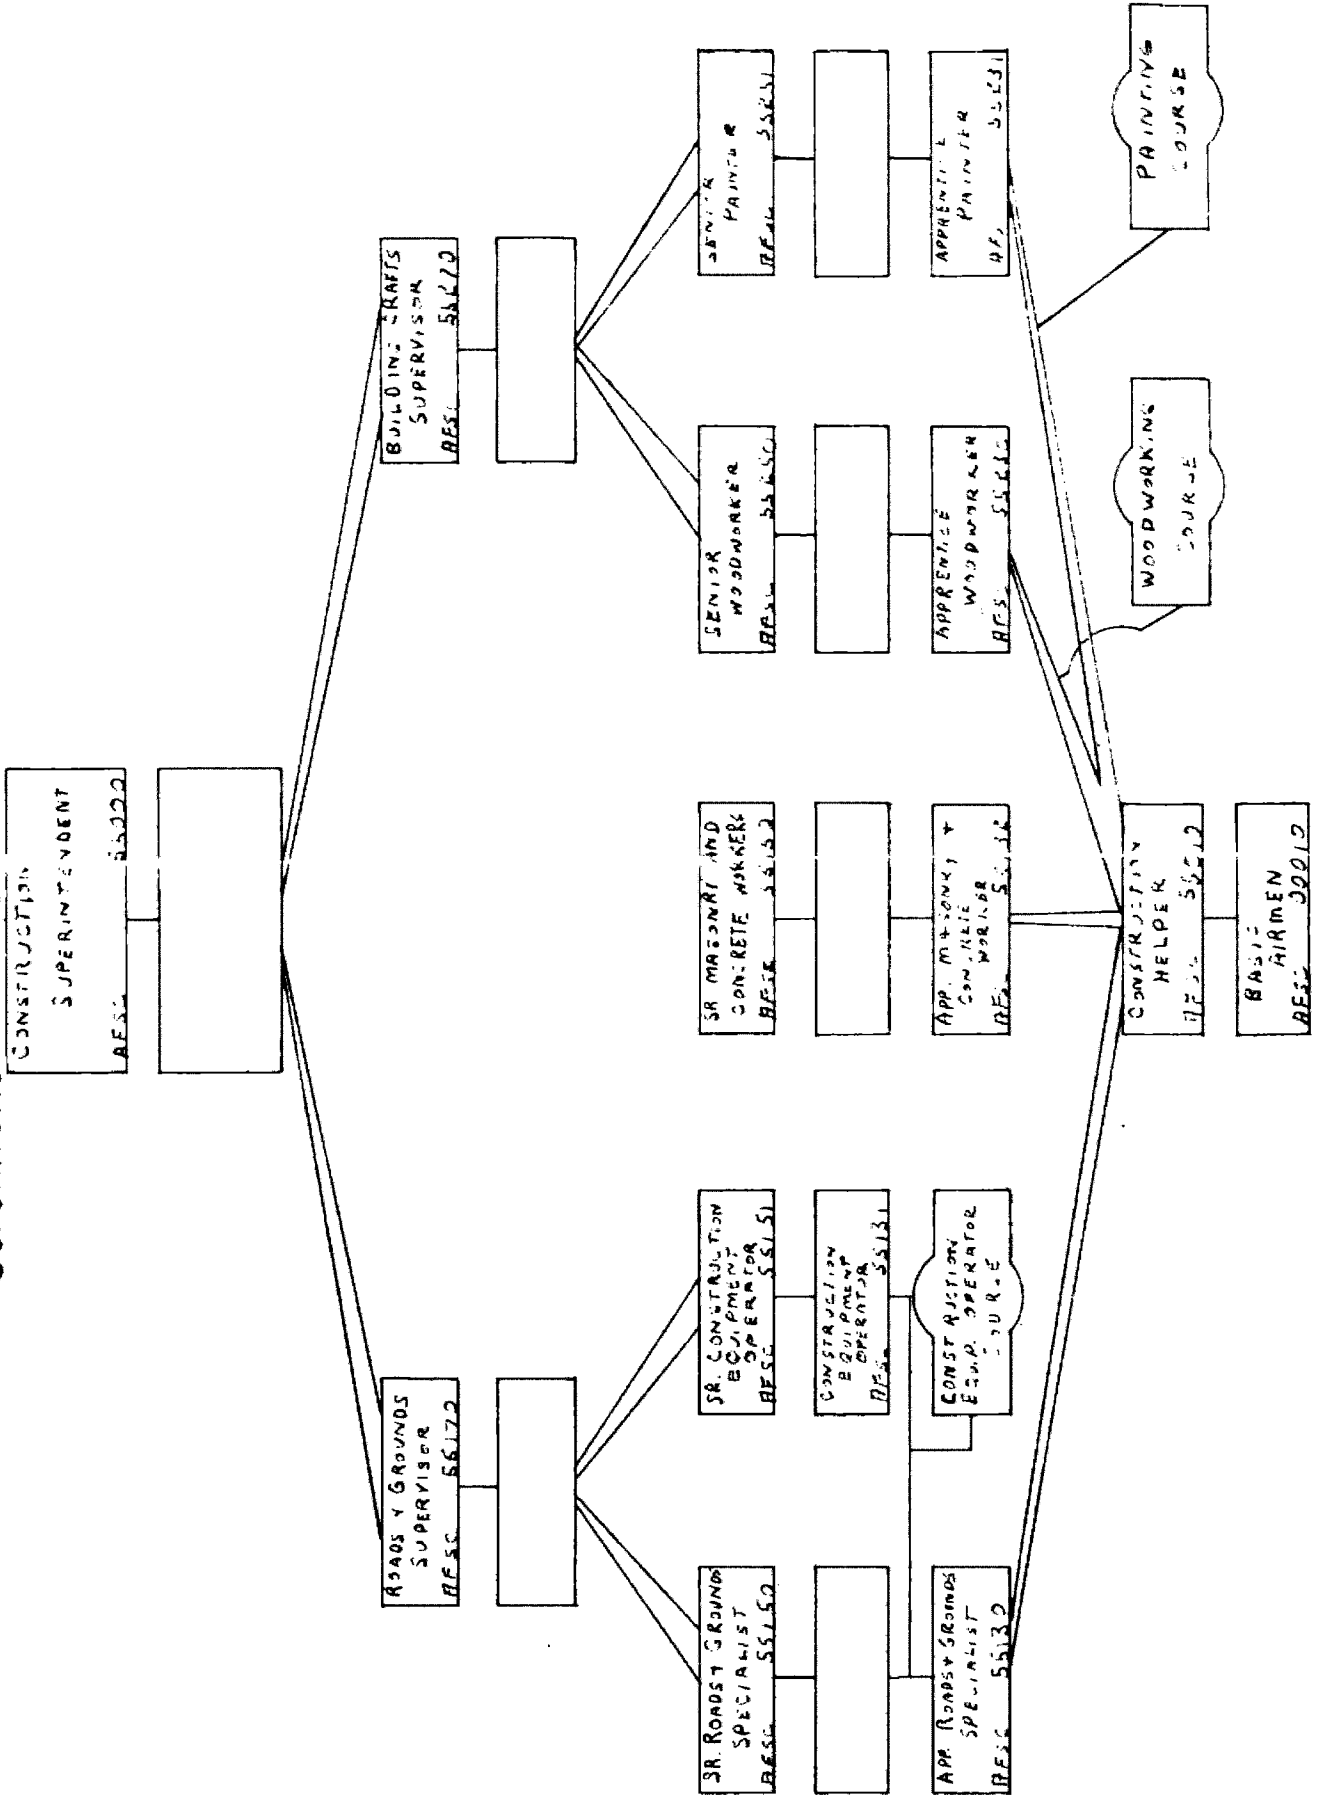 CONSTRUCTION
SUPERINTENDENT
AFSC
ROADS & GROUNDS
SUPERVISOR
AFSC 55170
BUILDING CRAFTS
SUPERVISOR
AFSC
SR. ROADS & GROUNDS
SPECIALIST
AFSC 55150
SR. CONSTRUCTION
EQUIPMENT
OPERATOR
AFSC 55151
SR MASONRY AND
CONCRETE WORKERS
AFSC
SENIOR
WOODWORKER
AFSC
SENIOR
PAINTER
AFSC
CONSTRUCTION
EQUIPMENT
OPERATOR
AFSC 55131
APP. ROADS & GROUNDS
SPECIALIST
AFSC 55130
CONSTRUCTION
EQUIP. OPERATOR
COURSE
APP. MASONRY &
CONCRETE
WORKER
AFSC
APPRENTICE
WOODWORKER
AFSC
APPRENTICE
PAINTER
CONSTRUCTION
HELPER
AFSC
WOODWORKING
COURSE
PAINTING
COURSE
BASIC
AIRMEN
AFSC 00010